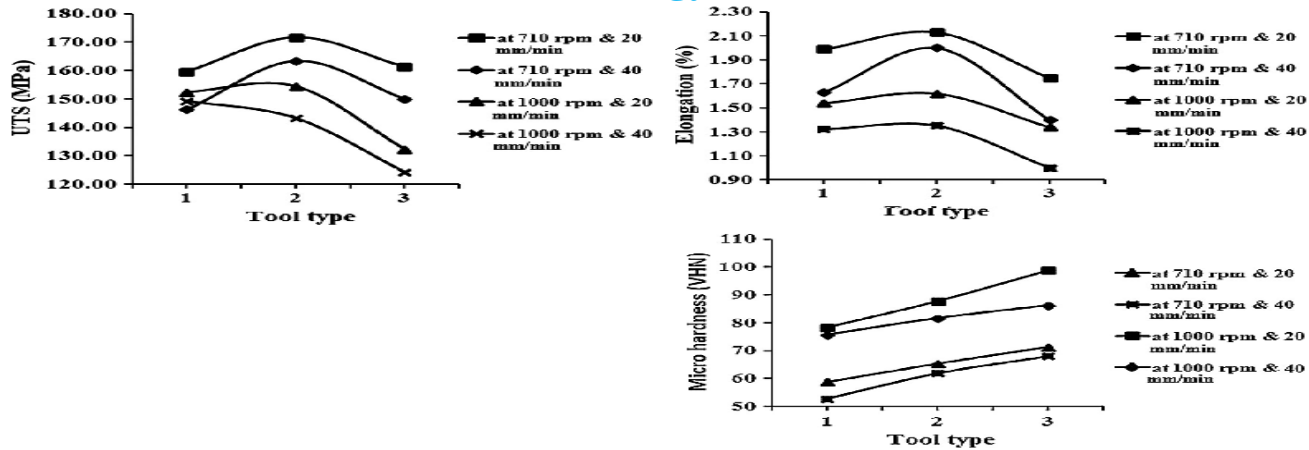 180.00
170.00
160.00
150.00
140.00
130.00
120.00
UTS (MPa)
1 2 3
Tool type
at 710 rpm & 20
mm/min
at 710 rpm & 40
mm/min
at 1000 rpm & 20
mm/min
at 1000 rpm & 40
mm/min
2.30
2.10
1.90
1.70
1.50
1.30
1.10
0.90
Elongation (%)
1 2 3
Tool type
at 710 rpm & 20
mm/min
at 710 rpm & 40
mm/min
at 1000 rpm & 20
mm/min
at 1000 rpm & 40
mm/min
110
100
90
80
70
60
50
Micro hardness (VHN)
1 2 3
Tool type
at 710 rpm & 20
mm/min
at 710 rpm & 40
mm/min
at 1000 rpm & 20
mm/min
at 1000 rpm & 40
mm/min